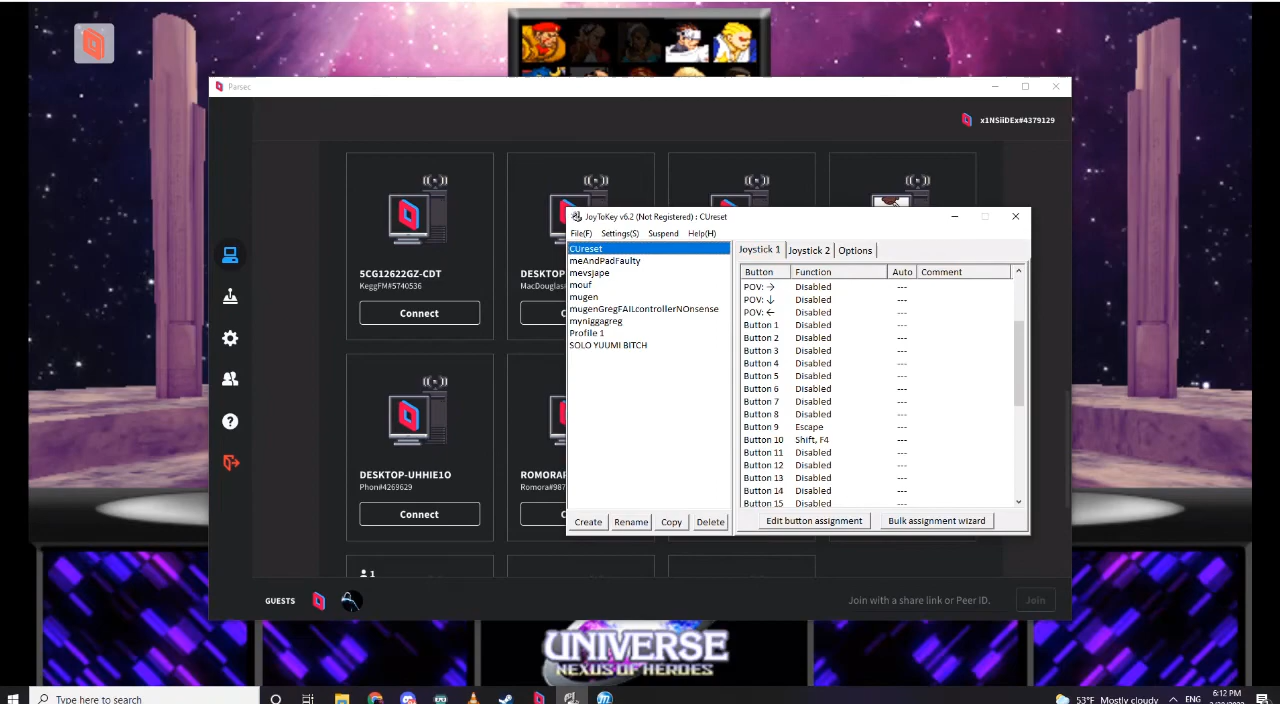 Parsec
x1NSiiDEx#4379129
JoyToKey v6.2 (Not Registered) : CUreset
File(F) Settings(S) Suspend Help(H)
CUreset
meAndPadFaulty
mevsjape
mouf
mugen
mugenGregFAILcontrollerNOnsense
myniggagreg
Profile 1
SOLO YUUMI BITCH
Create Rename Copy Delete
Joystick 1 Joystick 2 Options
Button Function Auto Comment
POV: → Disabled ---
POV: ↓ Disabled ---
POV: ← Disabled ---
Button 1 Disabled ---
Button 2 Disabled ---
Button 3 Disabled ---
Button 4 Disabled ---
Button 5 Disabled ---
Button 6 Disabled ---
Button 7 Disabled ---
Button 8 Disabled ---
Button 9 Escape ---
Button 10 Shift, F4 ---
Button 11 Disabled ---
Button 12 Disabled ---
Button 13 Disabled ---
Button 14 Disabled ---
Button 15 Disabled ---
Edit button assignment Bulk assignment wizard
5CG12622GZ-CDT
KeggFM#5740536
Connect
DESKTOP-
MacDouglas
DESKTOP-UHHIE1O
Phon#4269629
Connect
ROMORA
Romora#987
1
GUESTS
Join with a share link or Peer ID.
Join
UNIVERSE
NEXUS OF HEROES
Type here to search
53°F Mostly cloudy
ENG
6:12 PM